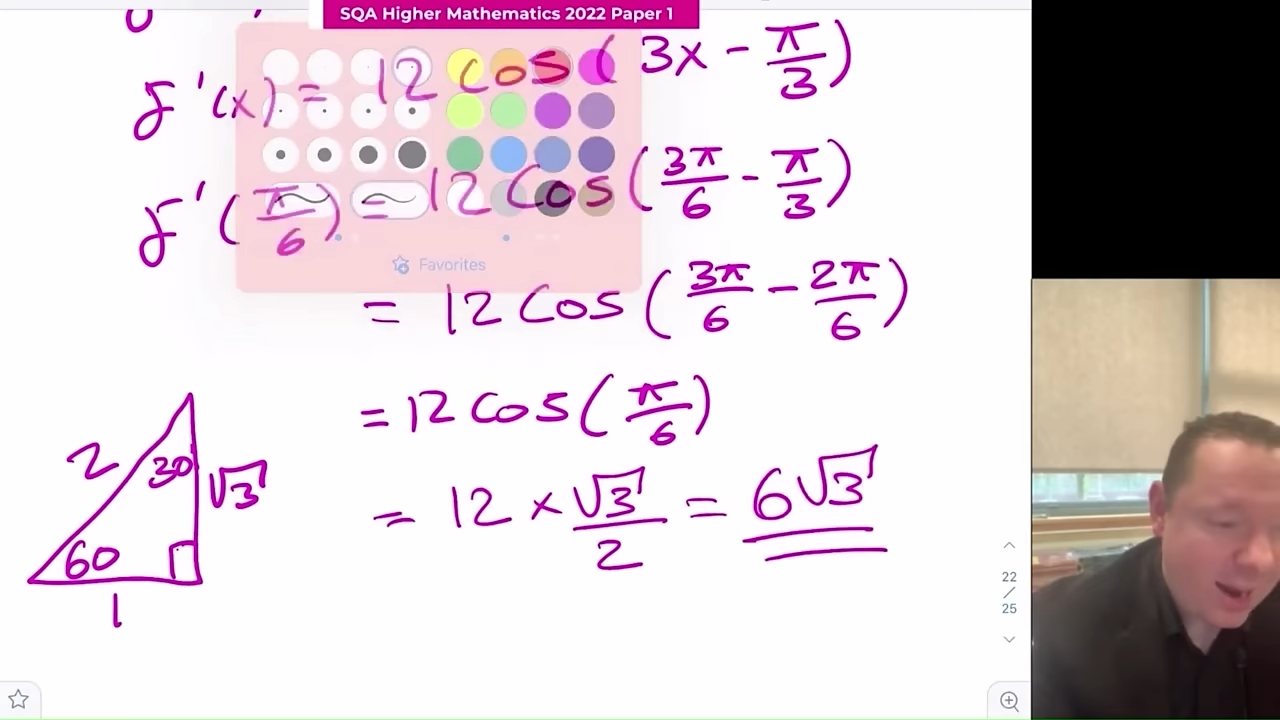 SQA Higher Mathematics 2022 Paper 1
f'(x) = 12 cos(3x - π/3)
f'(π/6) = 12 cos(3π/6 - π/3)
Favorites
= 12 cos(3π/6 - 2π/6)
= 12 cos(π/6)
= 12 × √3/2 = 6√3
2
30
√3
60
1
22
/
25